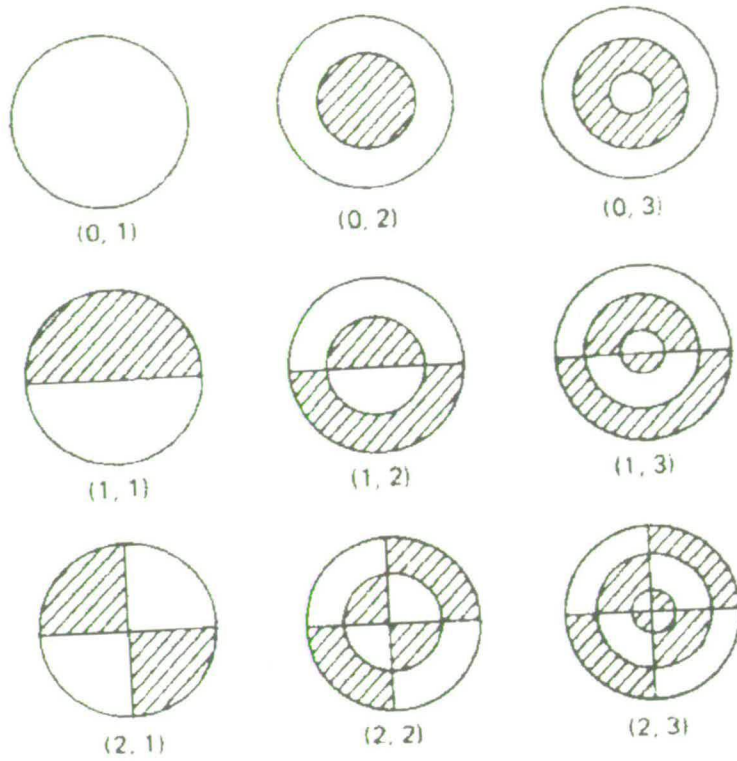 (0, 1) (0, 2) (0, 3)
(1, 1) (1, 2) (1, 3)
(2, 1) (2, 2) (2, 3)